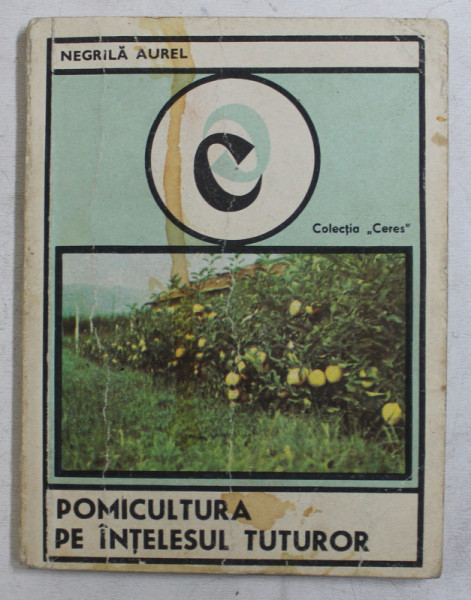 NEGRILĂ AUREL
Colecția „Ceres"
POMICULTURA
PE ÎNȚELESUL TUTUROR